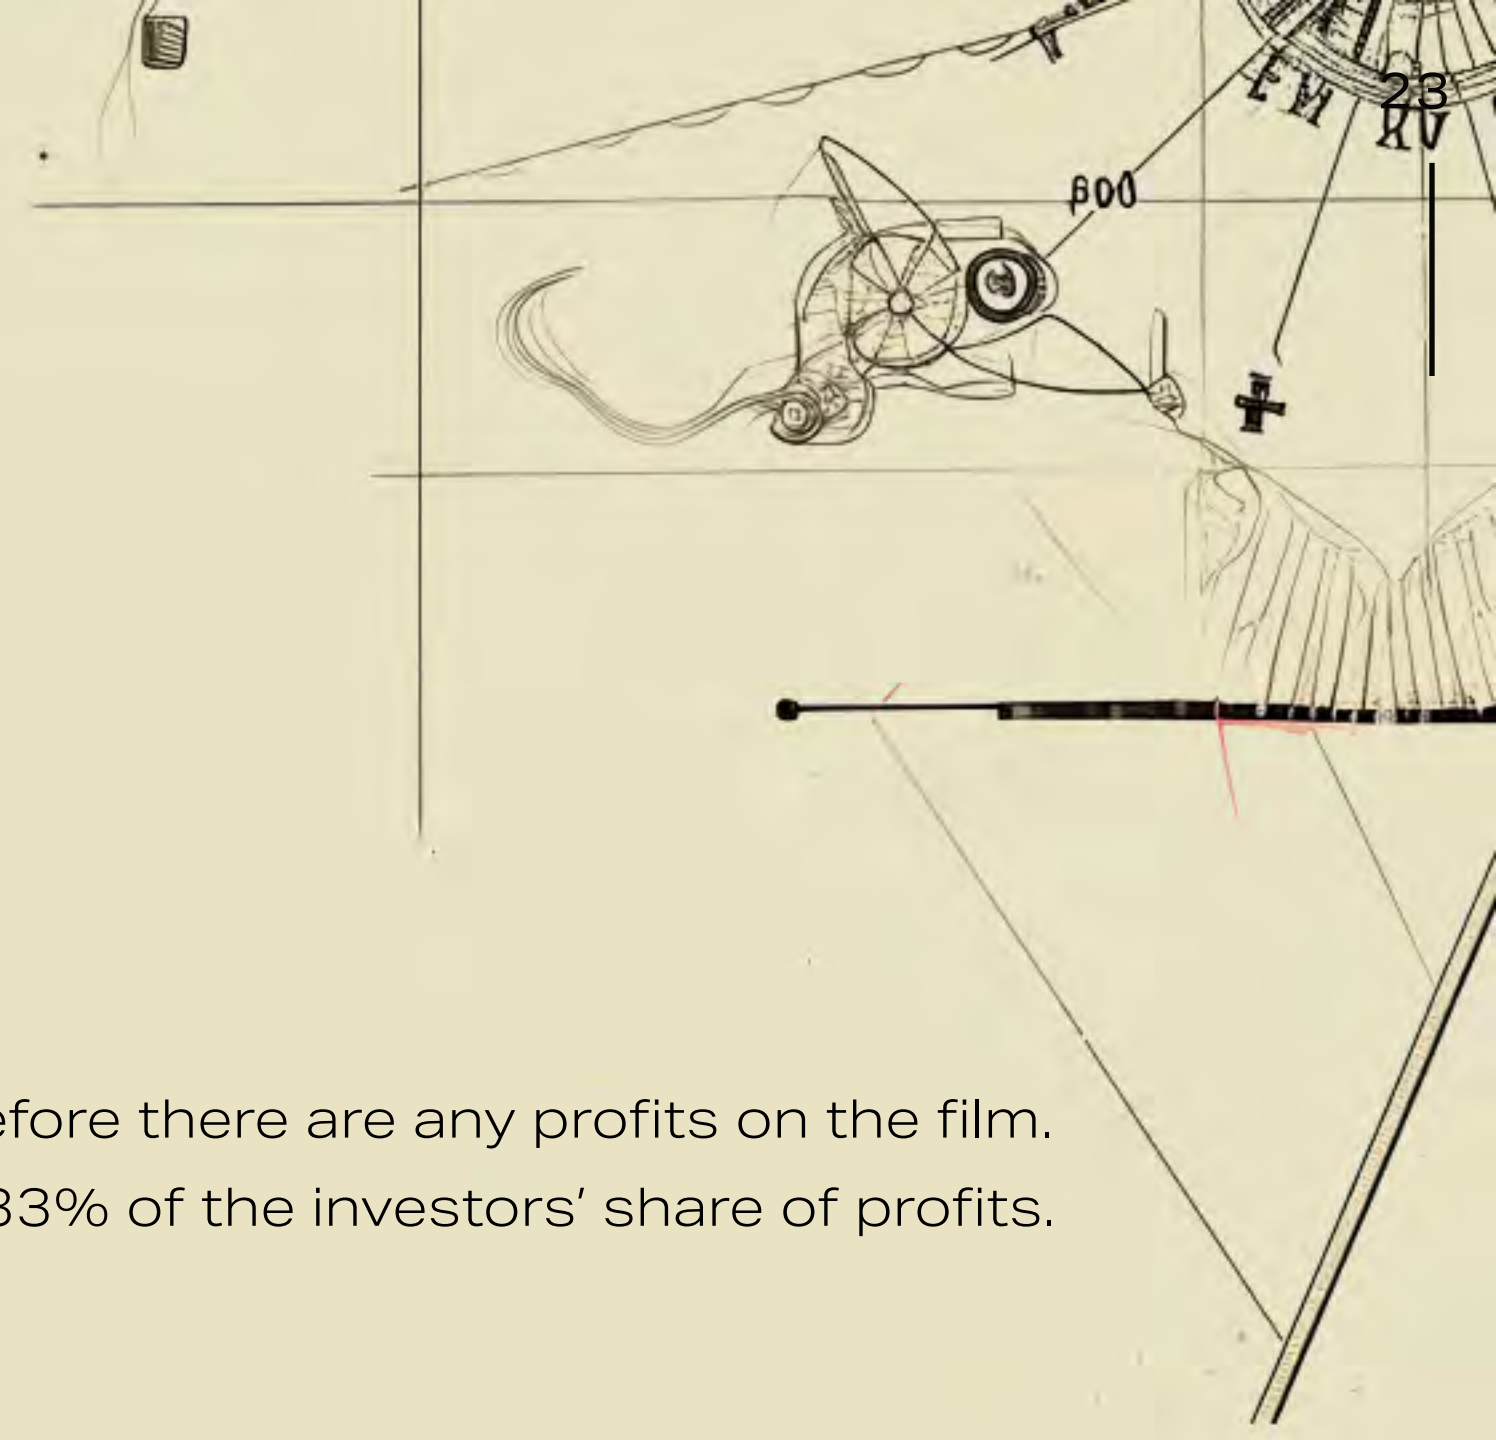 23
efore there are any profits on the film.
33% of the investors’ share of profits.